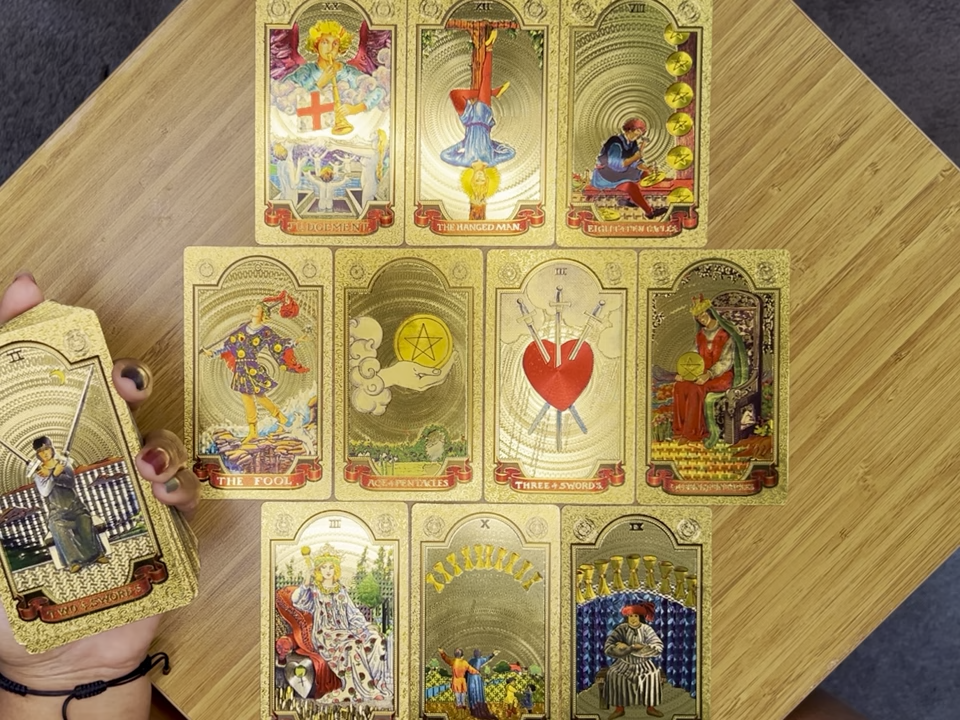 XX
XII
VIII
JUDGEMENT.
THE HANGED MAN.
EIGHT of PENTACLES
III
THE FOOL.
ACE of PENTACLES
THREE of SWORDS.
II
TWO of SWORDS
III
X
IX